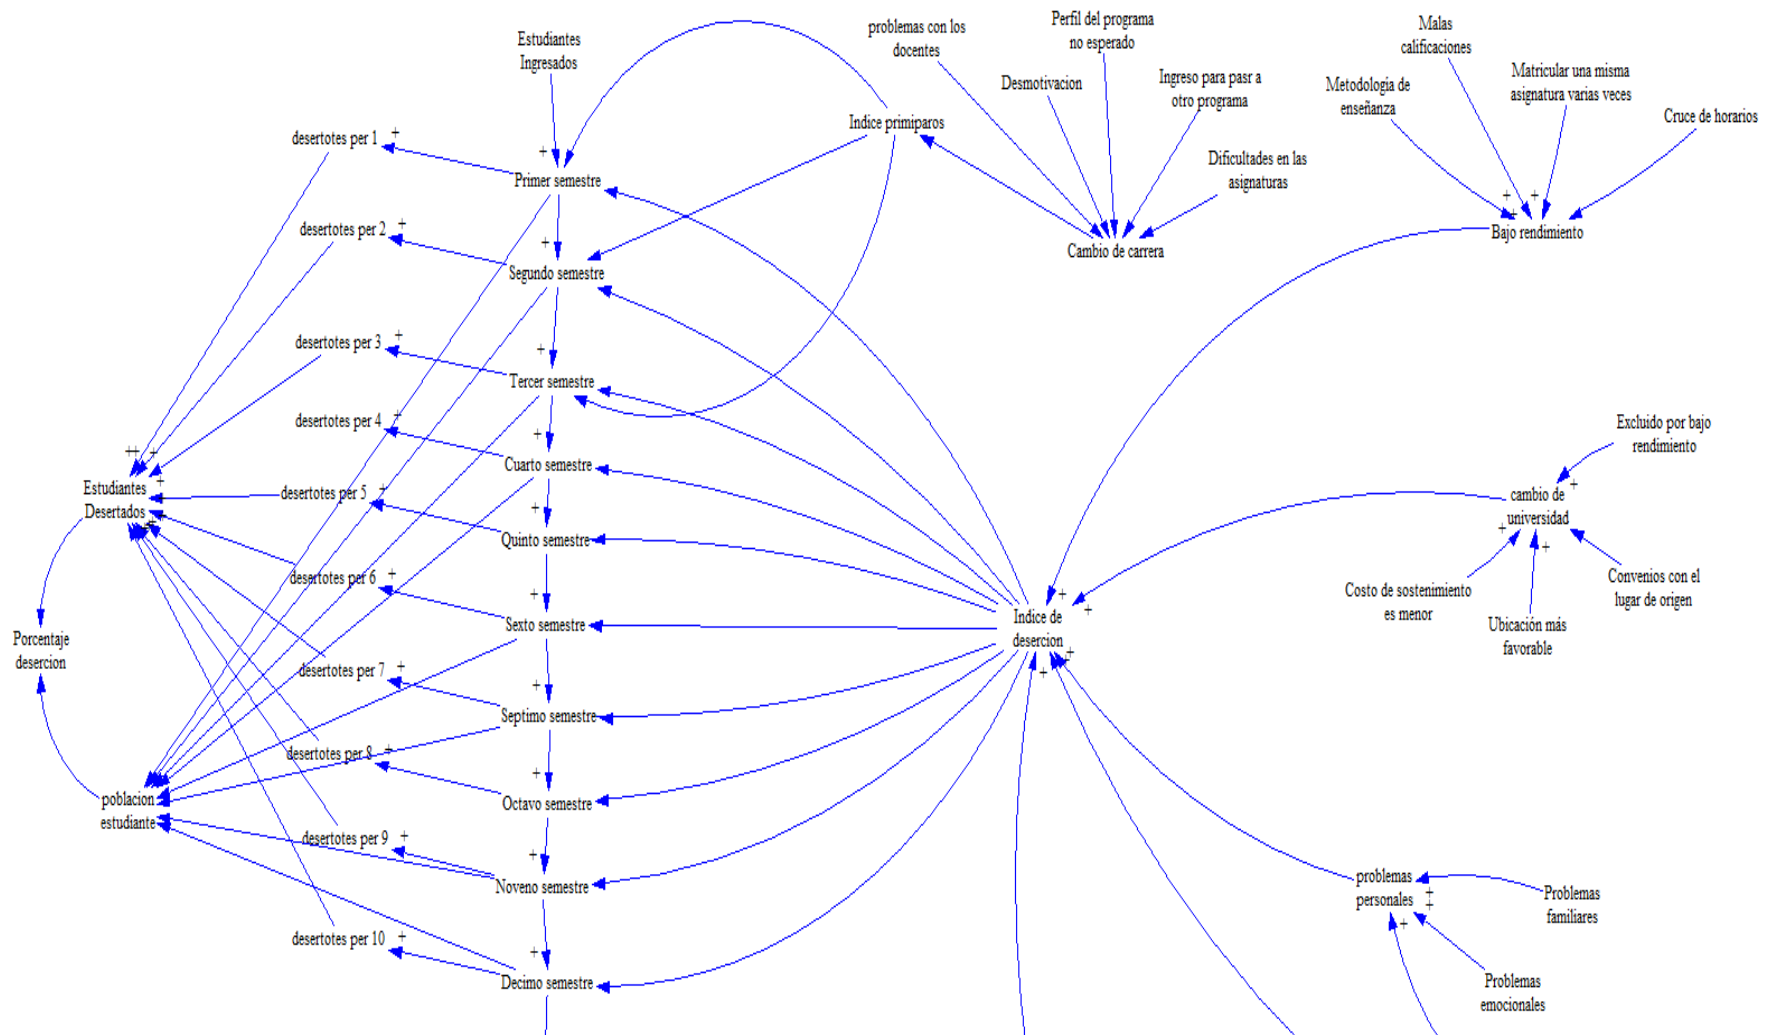 Estudiantes
Ingresados
problemas con los
docentes
Perfil del programa
no esperado
Malas
calificaciones
Desmotivacion
Ingreso para pasr a
otro programa
Metodología de
enseñanza
Matricular una misma
asignatura varias veces
Cruce de horarios
Indice primiparos
desertotes per 1
+
+
Dificultades en las
asignaturas
Primer semestre
+
+
+
desertotes per 2
+
+
Cambio de carrera
Bajo rendimiento
Segundo semestre
desertotes per 3
+
+
Tercer semestre
desertotes per 4
+
+
Excluido por bajo
rendimiento
++
+
Cuarto semestre
Estudiantes
Desertados
+
desertotes per 5
+
+
cambio de
universidad
+
+
+
Quinto semestre
desertotes per 6
+
+
Costo de sostenimiento
es menor
Convenios con el
lugar de origen
Ubicación más
favorable
Sexto semestre
Indice de
desercion
+
+
+
+
Porcentaje
desercion
desertotes per 7
+
+
Septimo semestre
desertotes per 8
+
+
poblacion
estudiante
Octavo semestre
desertotes per 9
+
+
Noveno semestre
problemas
personales
+
+
+
Problemas
familiares
desertotes per 10
+
+
Decimo semestre
Problemas
emocionales